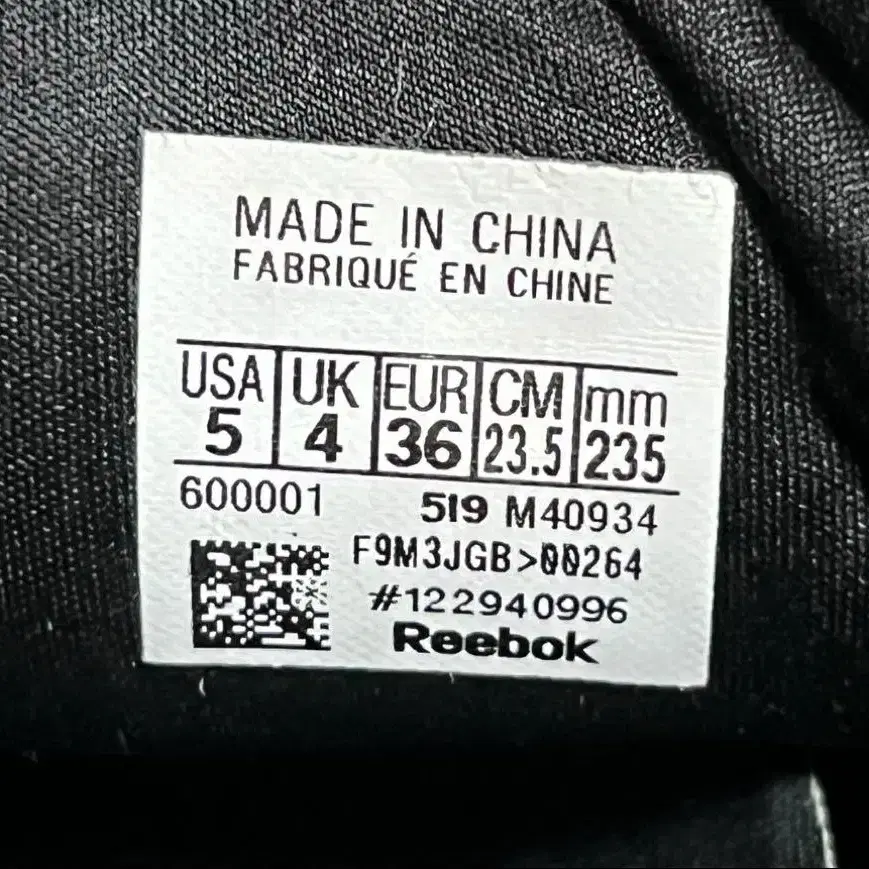 MADE IN CHINA
FABRIQUÉ EN CHINE
USA UK EUR CM mm
5 4 36 23.5 235
600001 519 M40934
F9M3JGB>00264
#122940996
Reebok